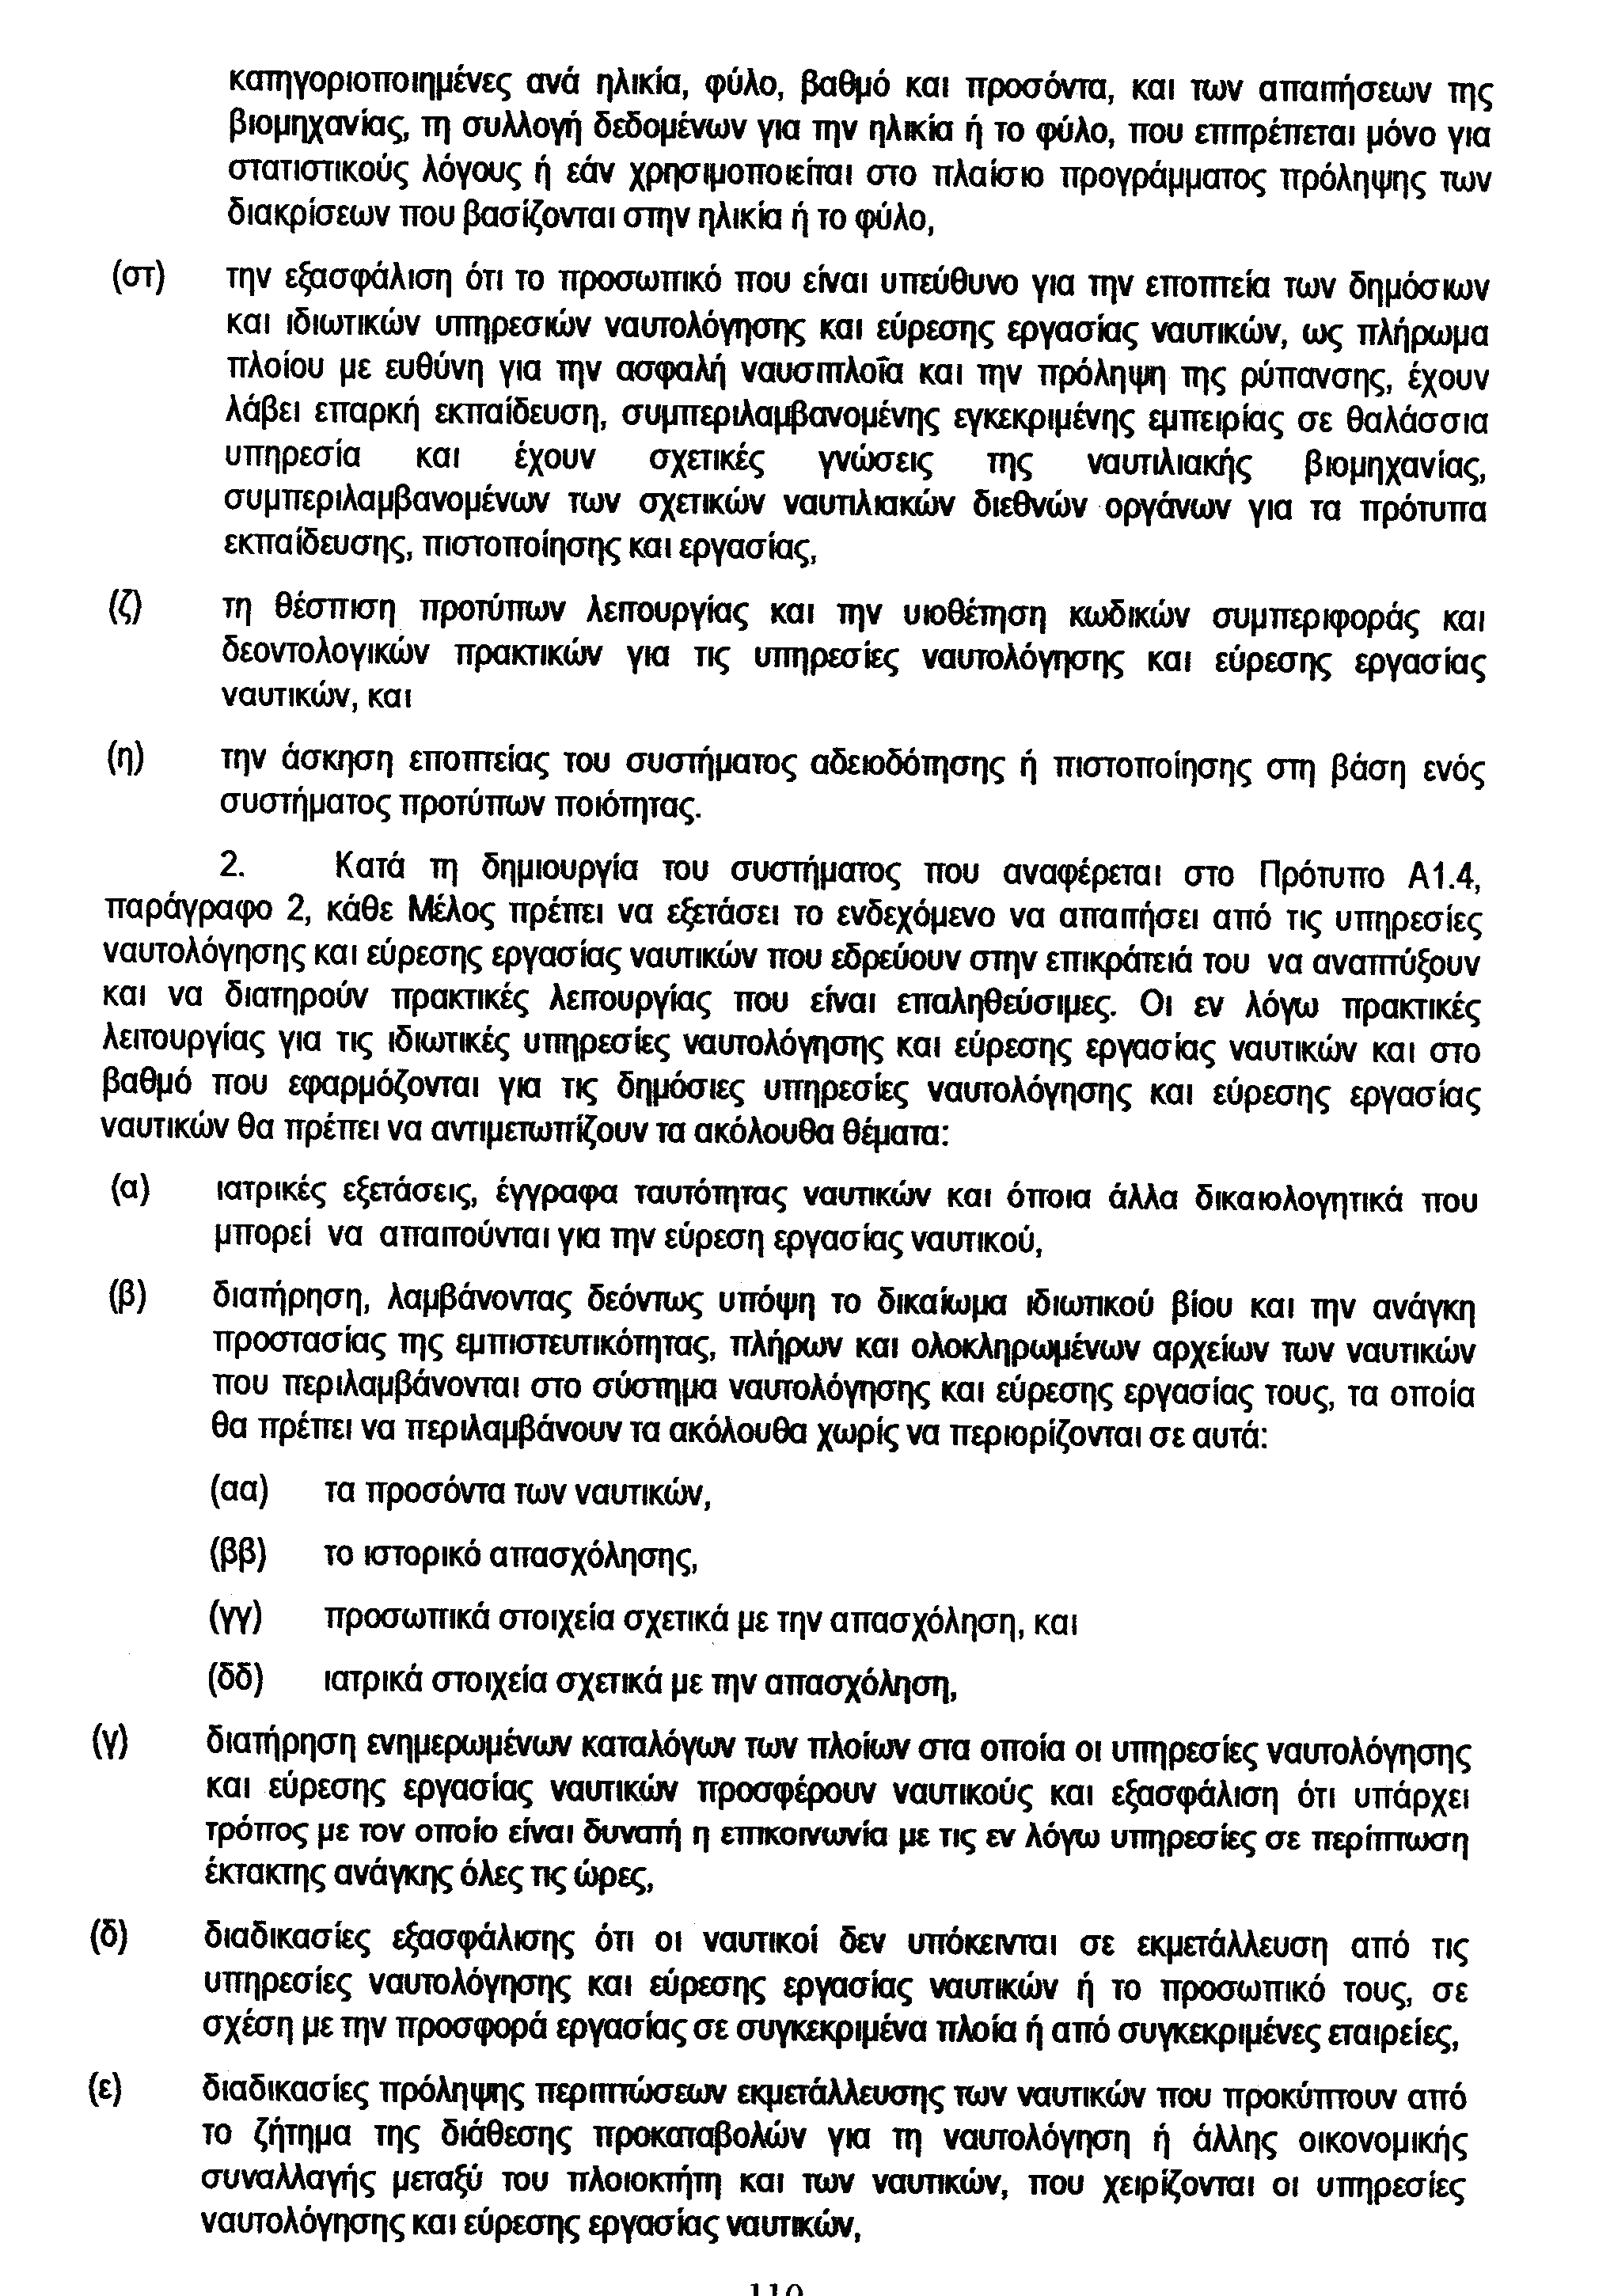 κατηγοριοποιημένες ανά ηλικία, φύλο, βαθμό και προσόντα, και των απαιτήσεων της
βιομηχανίας, τη συλλογή δεδομένων για την ηλικία ή το φύλο, που επιτρέπεται μόνο για
στατιστικούς λόγους ή εάν χρησιμοποιείται στο πλαίσιο προγράμματος πρόληψης των
διακρίσεων που βασίζονται στην ηλικία ή το φύλο,
(στ) την εξασφάλιση ότι το προσωπικό που είναι υπεύθυνο για την εποπτεία των δημόσιων
και ιδιωτικών υπηρεσιών ναυτολόγησης και εύρεσης εργασίας ναυτικών, ως πλήρωμα
πλοίου με ευθύνη για την ασφαλή ναυσιπλοΐα και την πρόληψη της ρύπανσης, έχουν
λάβει επαρκή εκπαίδευση, συμπεριλαμβανομένης εγκεκριμένης εμπειρίας σε θαλάσσια
υπηρεσία και έχουν σχετικές γνώσεις της ναυτιλιακής βιομηχανίας,
συμπεριλαμβανομένων των σχετικών ναυτιλιακών διεθνών οργάνων για τα πρότυπα
εκπαίδευσης, πιστοποίησης και εργασίας,
(ζ) τη θέσπιση προτύπων λειτουργίας και την υιοθέτηση κωδικών συμπεριφοράς και
δεοντολογικών πρακτικών για τις υπηρεσίες ναυτολόγησης και εύρεσης εργασίας
ναυτικών, και
(η) την άσκηση εποπτείας του συστήματος αδειοδότησης ή πιστοποίησης στη βάση ενός
συστήματος προτύπων ποιότητας.
2. Κατά τη δημιουργία του συστήματος που αναφέρεται στο Πρότυπο Α1.4,
παράγραφο 2, κάθε Μέλος πρέπει να εξετάσει το ενδεχόμενο να απαιτήσει από τις υπηρεσίες
ναυτολόγησης και εύρεσης εργασίας ναυτικών που εδρεύουν στην επικράτειά του να αναπτύξουν
και να διατηρούν πρακτικές λειτουργίας που είναι επαληθεύσιμες. Οι εν λόγω πρακτικές
λειτουργίας για τις ιδιωτικές υπηρεσίες ναυτολόγησης και εύρεσης εργασίας ναυτικών και στο
βαθμό που εφαρμόζονται για τις δημόσιες υπηρεσίες ναυτολόγησης και εύρεσης εργασίας
ναυτικών θα πρέπει να αντιμετωπίζουν τα ακόλουθα θέματα:
(α) ιατρικές εξετάσεις, έγγραφα ταυτότητας ναυτικών και όποια άλλα δικαιολογητικά που
μπορεί να απαιτούνται για την εύρεση εργασίας ναυτικού,
(β) διατήρηση, λαμβάνοντας δεόντως υπόψη το δικαίωμα ιδιωτικού βίου και την ανάγκη
προστασίας της εμπιστευτικότητας, πλήρων και ολοκληρωμένων αρχείων των ναυτικών
που περιλαμβάνονται στο σύστημα ναυτολόγησης και εύρεσης εργασίας τους, τα οποία
θα πρέπει να περιλαμβάνουν τα ακόλουθα χωρίς να περιορίζονται σε αυτά:
(αα) τα προσόντα των ναυτικών,
(ββ) το ιστορικό απασχόλησης,
(γγ) προσωπικά στοιχεία σχετικά με την απασχόληση, και
(δδ) ιατρικά στοιχεία σχετικά με την απασχόληση,
(γ) διατήρηση ενημερωμένων καταλόγων των πλοίων στα οποία οι υπηρεσίες ναυτολόγησης
και εύρεσης εργασίας ναυτικών προσφέρουν ναυτικούς και εξασφάλιση ότι υπάρχει
τρόπος με τον οποίο είναι δυνατή η επικοινωνία με τις εν λόγω υπηρεσίες σε περίπτωση
έκτακτης ανάγκης όλες τις ώρες,
(δ) διαδικασίες εξασφάλισης ότι οι ναυτικοί δεν υπόκεινται σε εκμετάλλευση από τις
υπηρεσίες ναυτολόγησης και εύρεσης εργασίας ναυτικών ή το προσωπικό τους, σε
σχέση με την προσφορά εργασίας σε συγκεκριμένα πλοία ή από συγκεκριμένες εταιρείες,
(ε) διαδικασίες πρόληψης περιπτώσεων εκμετάλλευσης των ναυτικών που προκύπτουν από
το ζήτημα της διάθεσης προκαταβολών για τη ναυτολόγηση ή άλλης οικονομικής
συναλλαγής μεταξύ του πλοιοκτήτη και των ναυτικών, που χειρίζονται οι υπηρεσίες
ναυτολόγησης και εύρεσης εργασίας ναυτικών,